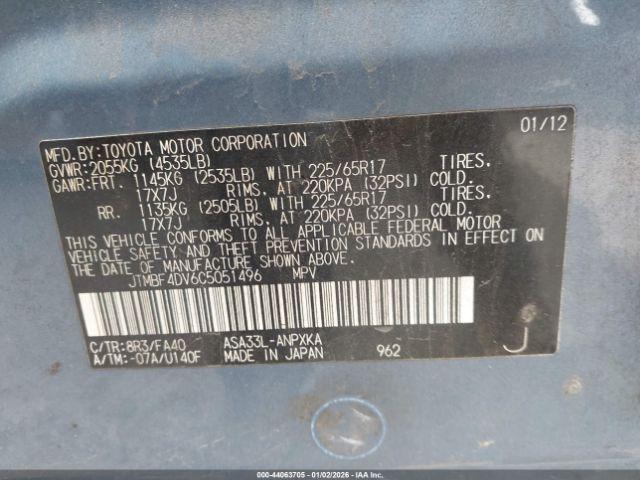 MFD.BY:TOYOTA MOTOR CORPORATION 01/12
GVWR:2055KG (4535LB)
GAWR:FRT. 1145KG (2535LB) WITH 225/65R17 TIRES.
17X7J RIMS. AT 220KPA (32PSI) COLD.
RR. 1135KG (2505LB) WITH 225/65R17 TIRES.
17X7J RIMS. AT 220KPA (32PSI) COLD.
THIS VEHICLE CONFORMS TO ALL APPLICABLE FEDERAL MOTOR
VEHICLE SAFETY AND THEFT PREVENTION STANDARDS IN EFFECT ON
THE DATE OF MANUFACTURE SHOWN ABOVE.
JTMBF4DV6C5051496 MPV
C/TR:8R3/FA40 ASA33L-ANPXKA
A/TM:-07A/U140F MADE IN JAPAN 962 J
000-44063705 - 01/02/2026 - IAAI Inc.